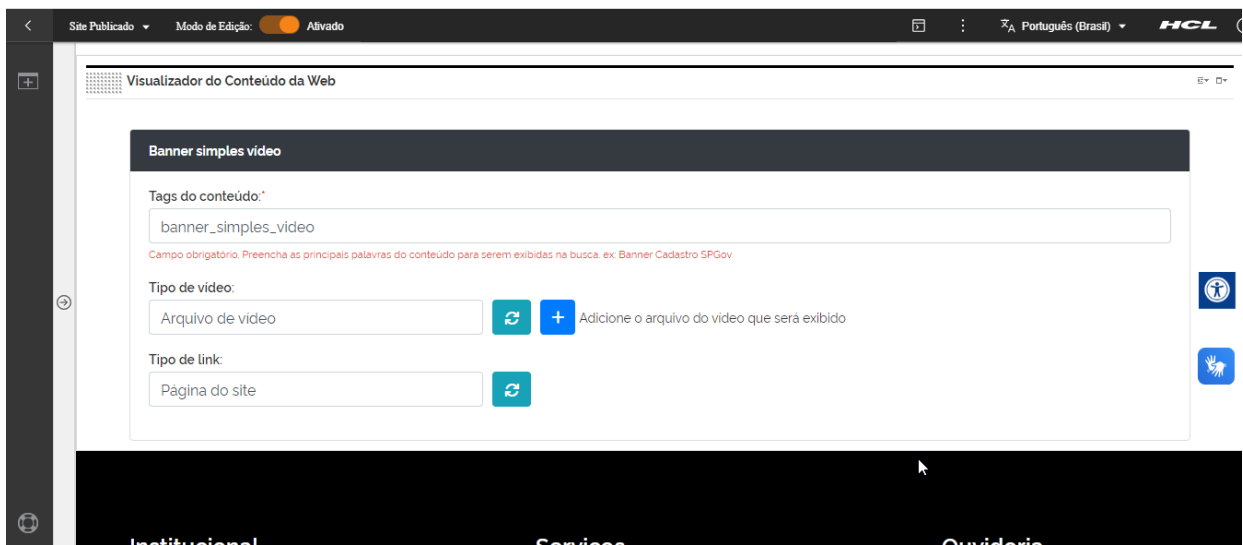 Site Publicado Modo de Edição: Ativado Português (Brasil) HCL
Visualizador do Conteúdo da Web
Banner simples vídeo
Tags do conteúdo:*
banner_simples_video
Campo obrigatório. Preencha as principais palavras do conteúdo para serem exibidas na busca. ex: Banner Cadastro SPGov
Tipo de vídeo:
Arquivo de vídeo Adicione o arquivo do vídeo que será exibido
Tipo de link:
Página do site
Institucional Serviços Ouvidoria